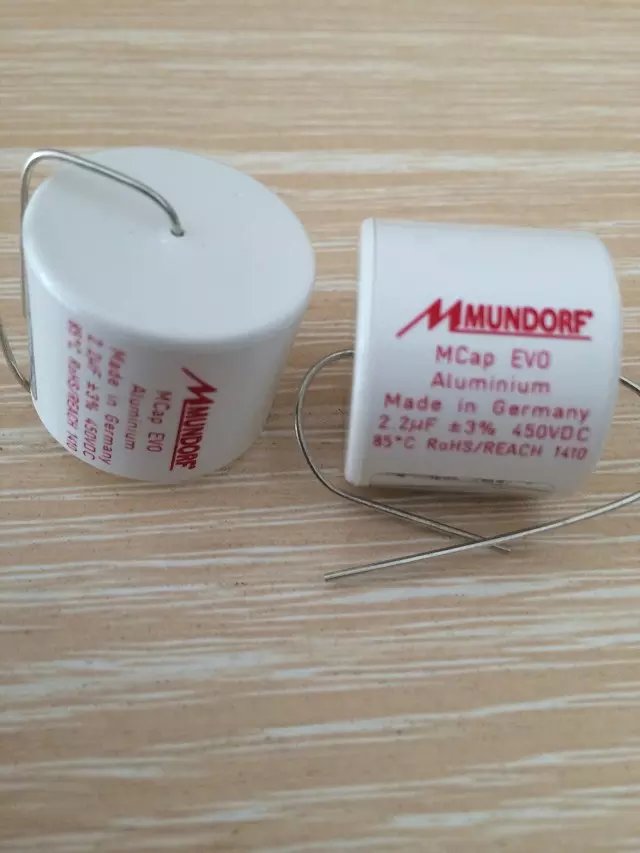 MUNDORF
MCap EVO
Aluminium
Made in Germany
2.2µF ±3% 450VDC
85°C RoHS/REACH 1410
MUNDORF
MCap EVO
Aluminium
Made in Germany
2.2µF ±3% 450VDC
85°C RoHS/REACH 1410